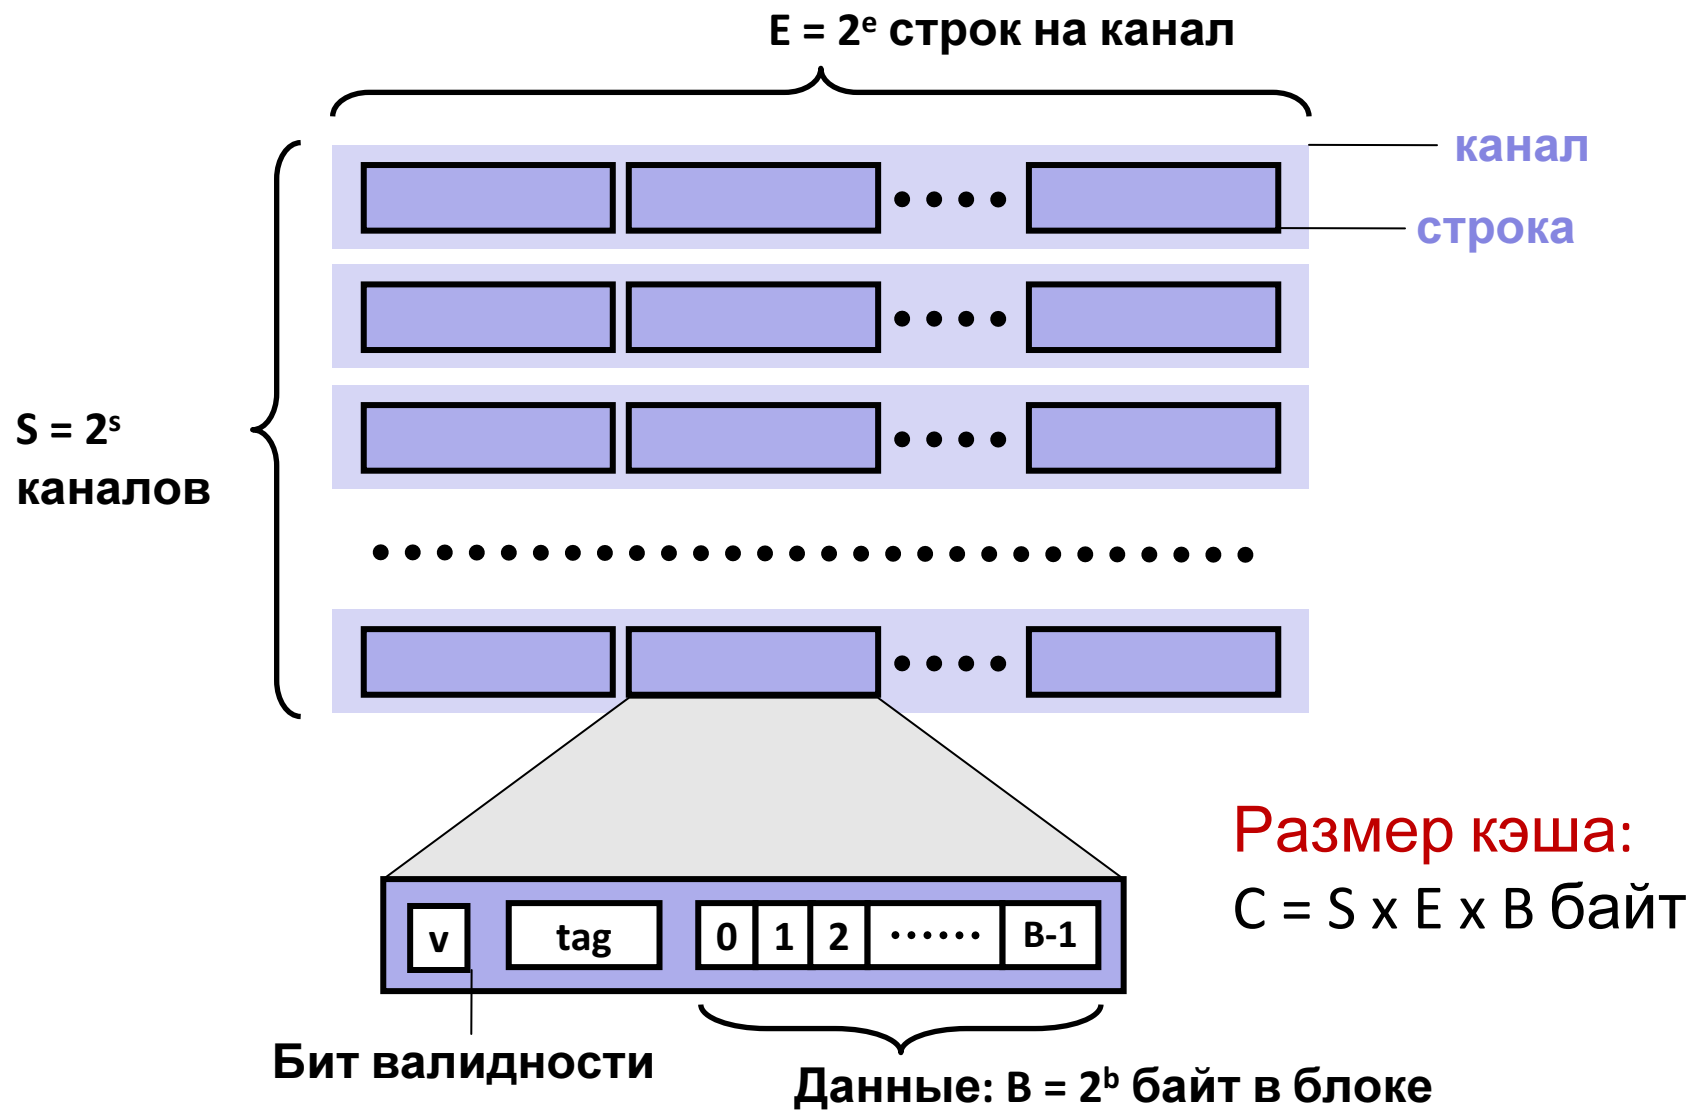 E = 2ᵉ строк на канал
канал
строка
S = 2ˢ
каналов
v
tag
0 1 2 ...... B-1
Размер кэша:
C = S x E x B байт
Бит валидности
Данные: B = 2ᵇ байт в блоке